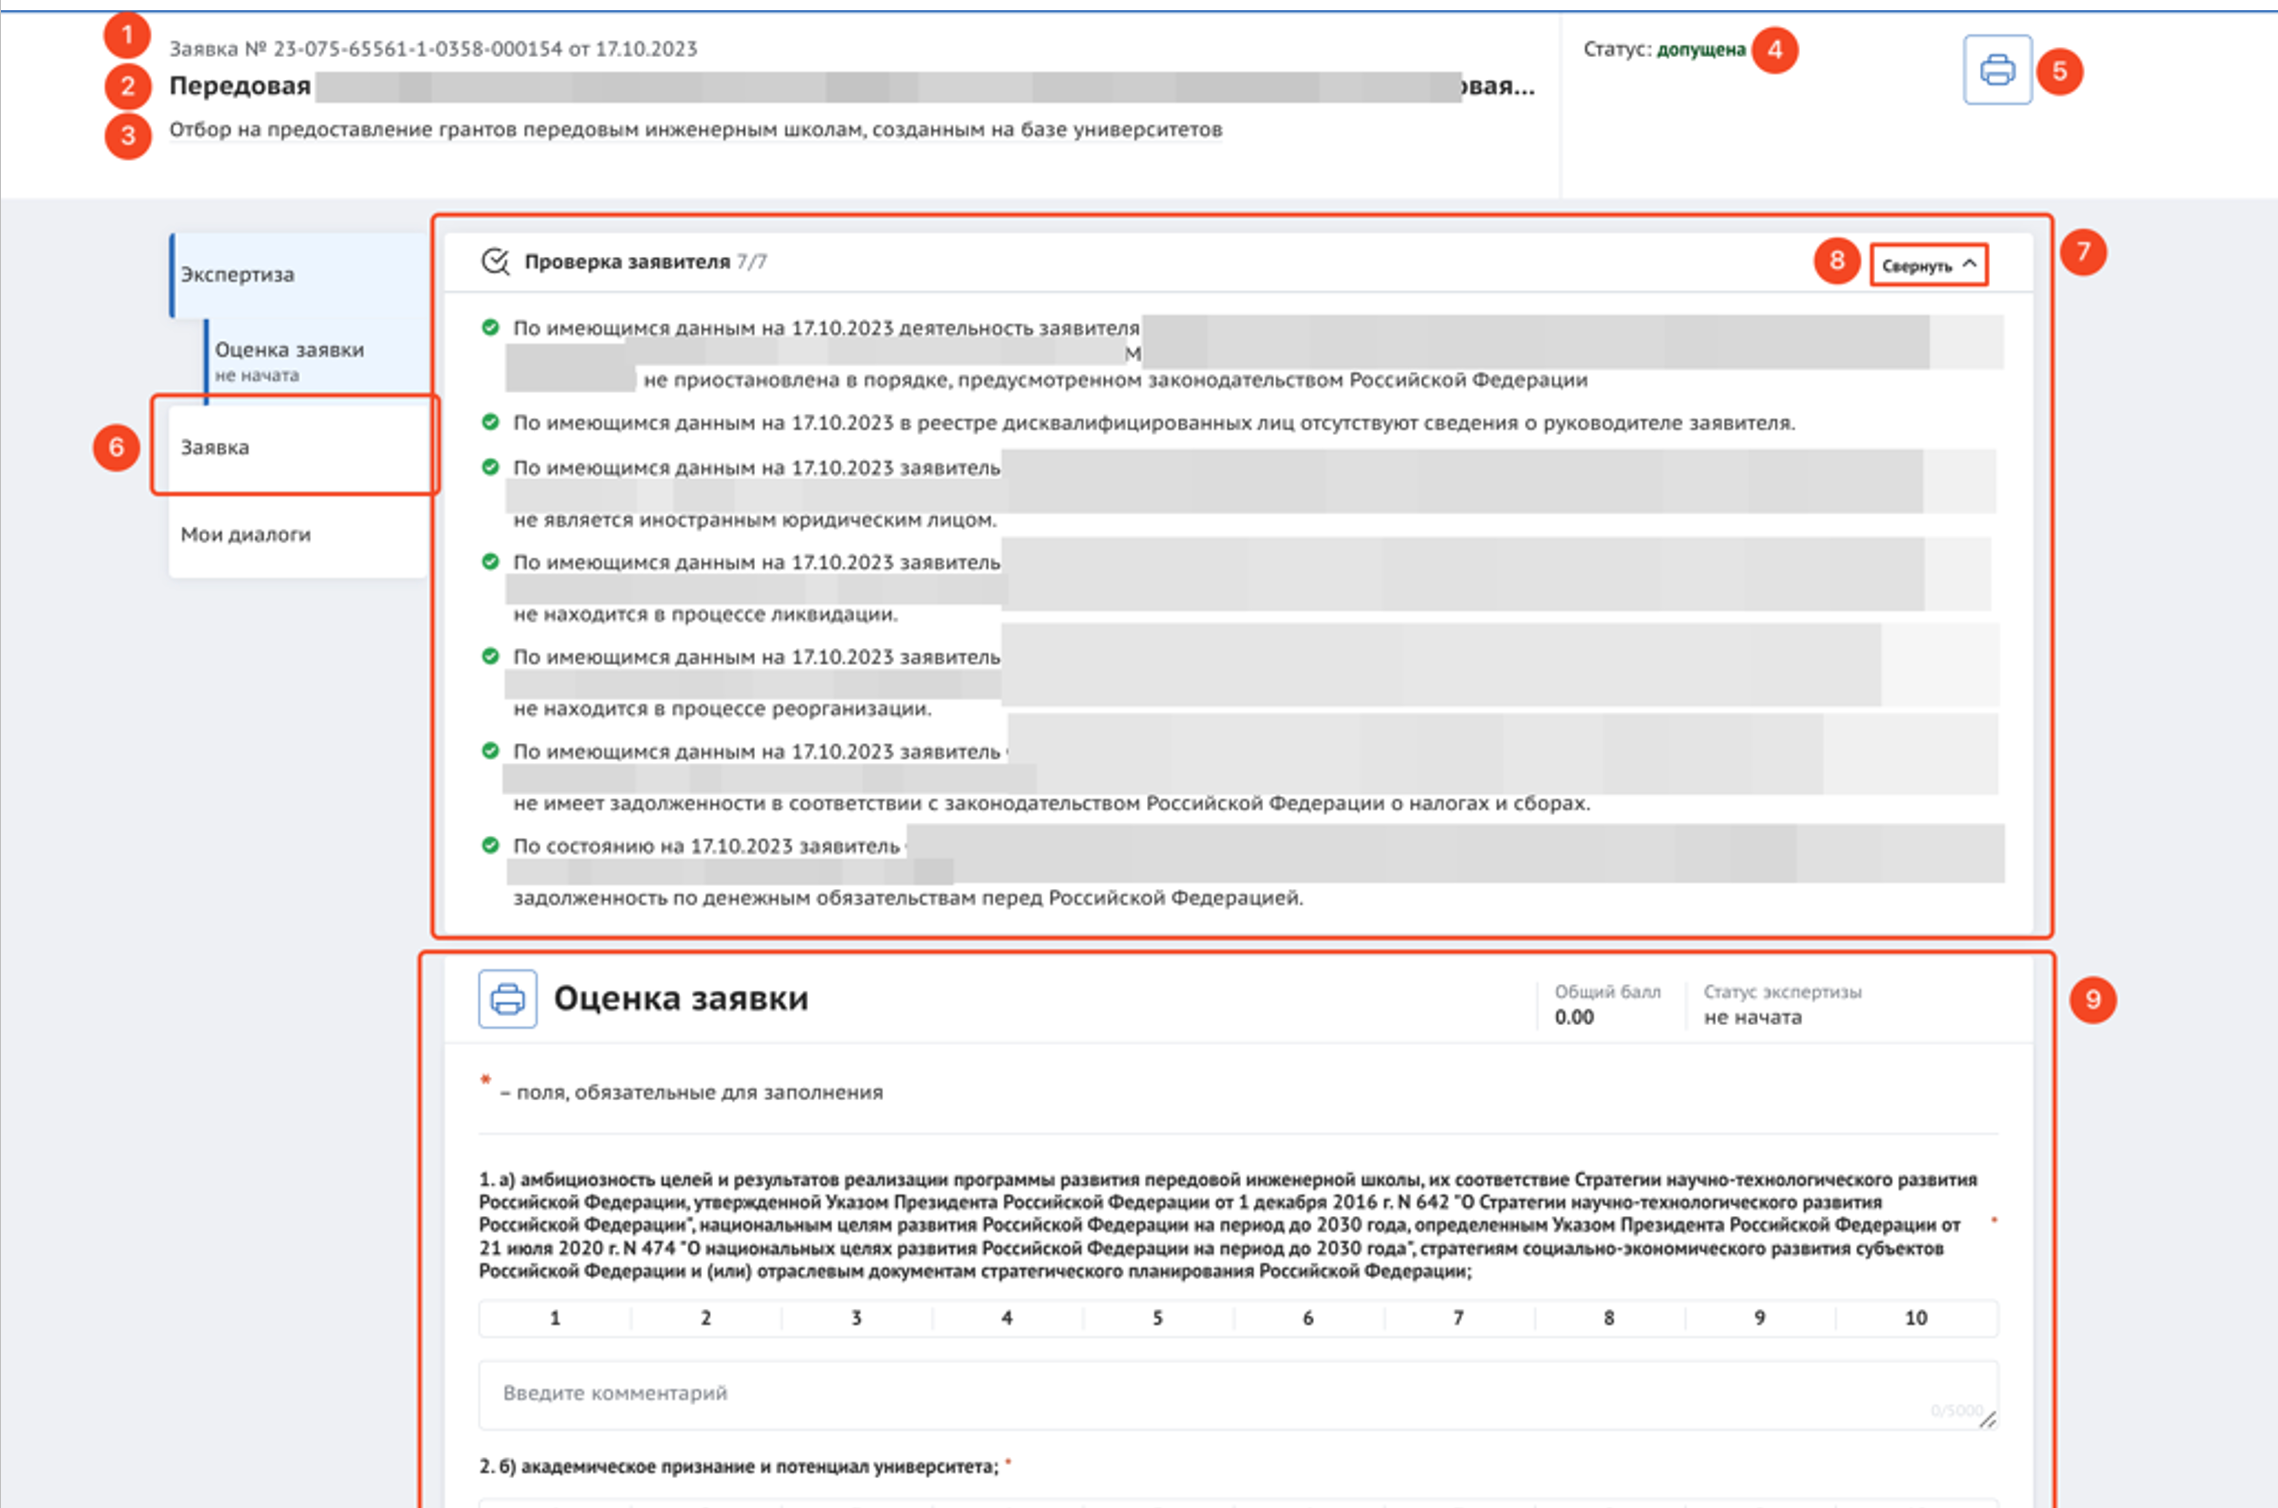 1
Заявка № 23-075-65561-1-0358-000154 от 17.10.2023
Статус: допущена
4
5
2
Передовая
овая...
3
Отбор на предоставление грантов передовым инженерным школам, созданным на базе университетов
7
Экспертиза
Оценка заявки
не начата
6
Заявка
Мои диалоги
Проверка заявителя 7/7
8
Свернуть
По имеющимся данным на 17.10.2023 деятельность заявителя
М
не приостановлена в порядке, предусмотренном законодательством Российской Федерации
По имеющимся данным на 17.10.2023 в реестре дисквалифицированных лиц отсутствуют сведения о руководителе заявителя.
По имеющимся данным на 17.10.2023 заявитель
не является иностранным юридическим лицом.
По имеющимся данным на 17.10.2023 заявитель
не находится в процессе ликвидации.
По имеющимся данным на 17.10.2023 заявитель
не находится в процессе реорганизации.
По имеющимся данным на 17.10.2023 заявитель
не имеет задолженности в соответствии с законодательством Российской Федерации о налогах и сборах.
По состоянию на 17.10.2023 заявитель
задолженность по денежным обязательствам перед Российской Федерацией.
9
Оценка заявки
Общий балл
0.00
Статус экспертизы
не начата
* – поля, обязательные для заполнения
1. а) амбициозность целей и результатов реализации программы развития передовой инженерной школы, их соответствие Стратегии научно-технологического развития
Российской Федерации, утвержденной Указом Президента Российской Федерации от 1 декабря 2016 г. N 642 "О Стратегии научно-технологического развития
Российской Федерации", национальным целям развития Российской Федерации на период до 2030 года, определенным Указом Президента Российской Федерации от *
21 июля 2020 г. N 474 "О национальных целях развития Российской Федерации на период до 2030 года", стратегиям социально-экономического развития субъектов
Российской Федерации и (или) отраслевым документам стратегического планирования Российской Федерации;
1 2 3 4 5 6 7 8 9 10
Введите комментарий
0/5000
2. б) академическое признание и потенциал университета; *